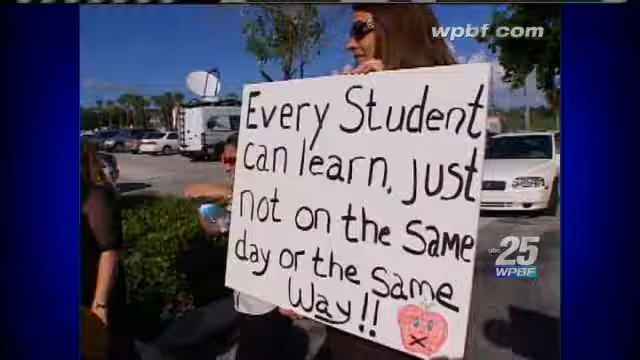 wpbf.com
Every Student
can learn, just
not on the same
day or the same
way!!
abc 25
WPBF